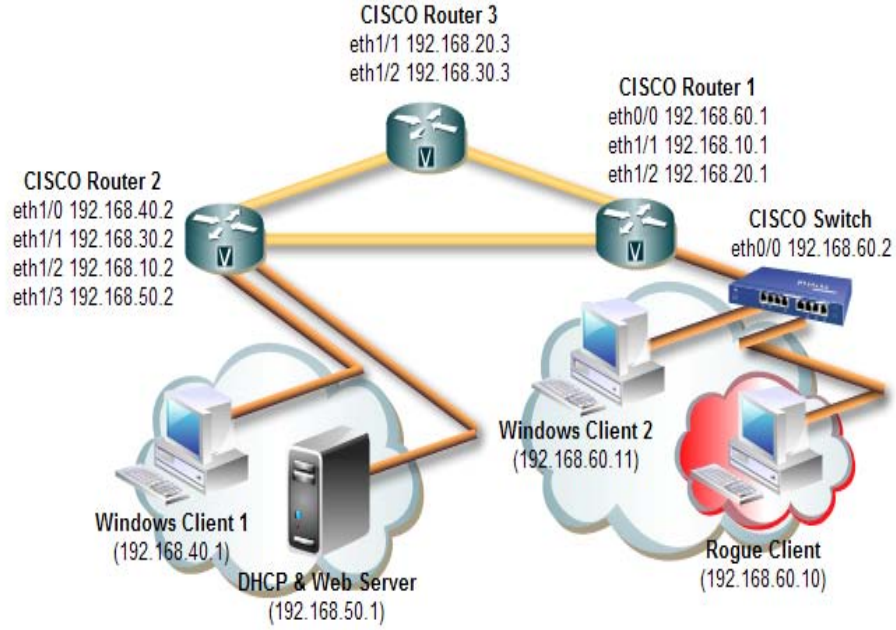 CISCO Router 3
eth1/1 192.168.20.3
eth1/2 192.168.30.3
CISCO Router 1
eth0/0 192.168.60.1
eth1/1 192.168.10.1
eth1/2 192.168.20.1
CISCO Router 2
eth1/0 192.168.40.2
eth1/1 192.168.30.2
eth1/2 192.168.10.2
eth1/3 192.168.50.2
CISCO Switch
eth0/0 192.168.60.2
V
V
V
Windows Client 1
(192.168.40.1)
DHCP & Web Server
(192.168.50.1)
Windows Client 2
(192.168.60.11)
Rogue Client
(192.168.60.10)